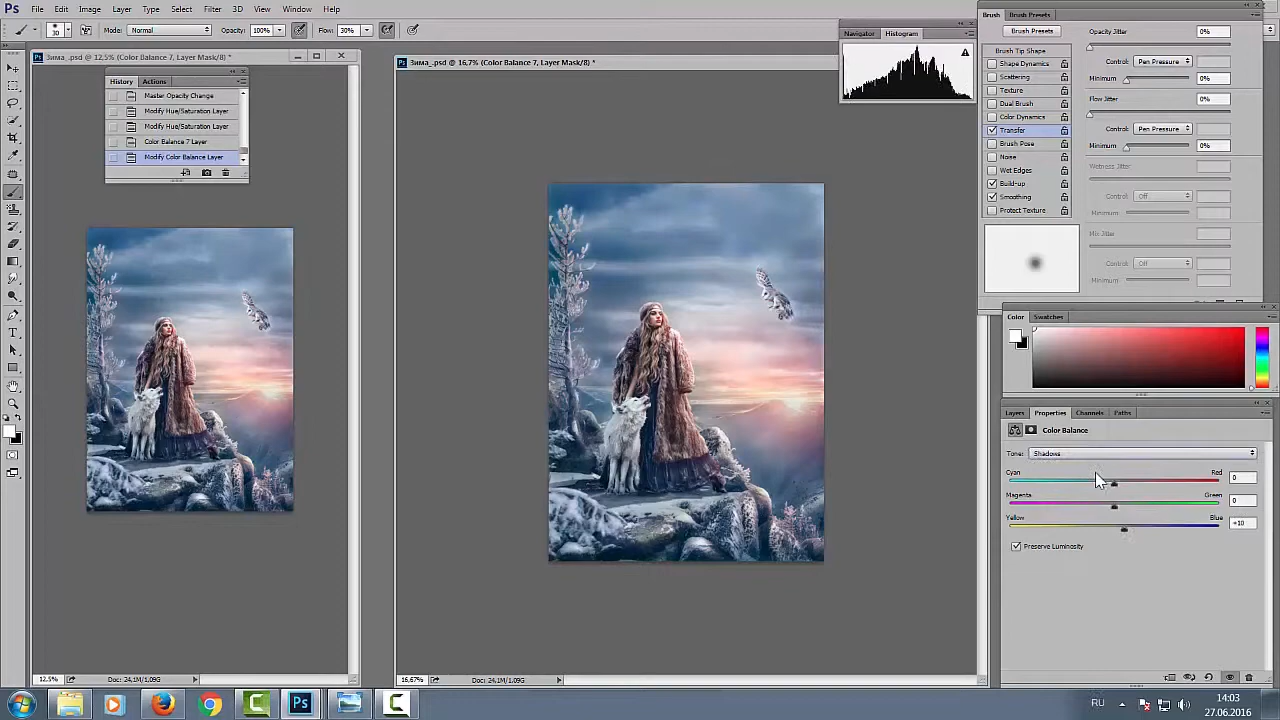 Ps File Edit Image Layer Type Select Filter 3D View Window Help
30 Mode: Normal Opacity: 100% Flow: 30%
Зима_.psd @ 12,5% (Color Balance 7, Layer Mask/8) *
Зима_.psd @ 16,7% (Color Balance 7, Layer Mask/8) *
History Actions
Master Opacity Change
Modify Hue/Saturation Layer
Modify Hue/Saturation Layer
Color Balance 7 Layer
Modify Color Balance Layer
Navigator Histogram
Brush Brush Presets
Brush Presets
Brush Tip Shape
Shape Dynamics
Scattering
Texture
Dual Brush
Color Dynamics
Transfer
Brush Pose
Noise
Wet Edges
Build-up
Smoothing
Protect Texture
Opacity Jitter 0%
Control: Pen Pressure
Minimum 0%
Flow Jitter 0%
Control: Pen Pressure
Minimum 0%
Wetness Jitter
Control: Off
Minimum
Mix Jitter
Control: Off
Minimum
Color Swatches
Layers Properties Channels Paths
Color Balance
Tone: Shadows
Cyan Red 0
Magenta Green 0
Yellow Blue +10
Preserve Luminosity
12,5% Doc: 24,1M/1,09G
16,67% Doc: 24,1M/1,09G
Ps
RU 14:03
27.06.2016